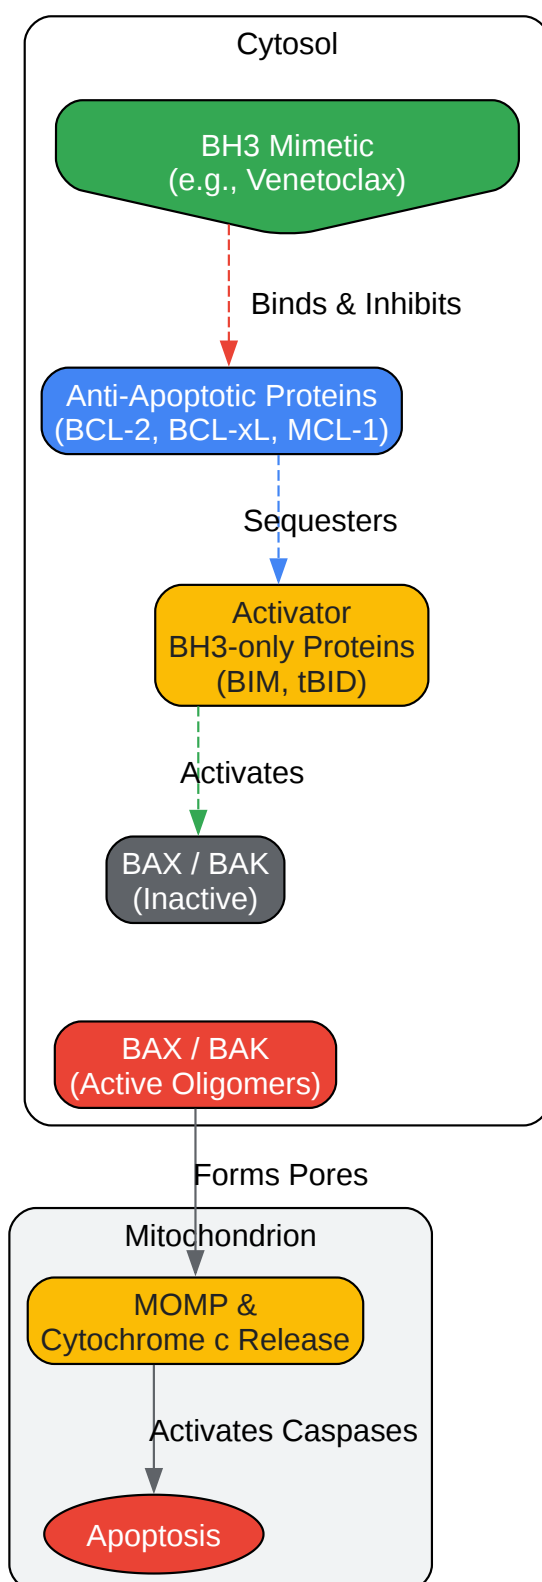 Cytosol
BH3 Mimetic
(e.g., Venetoclax)
Binds & Inhibits
Anti-Apoptotic Proteins
(BCL-2, BCL-xL, MCL-1)
Sequesters
Activator
BH3-only Proteins
(BIM, tBID)
Activates
BAX / BAK
(Inactive)
BAX / BAK
(Active Oligomers)
Forms Pores
Mitochondrion
MOMP &
Cytochrome c Release
Activates Caspases
Apoptosis